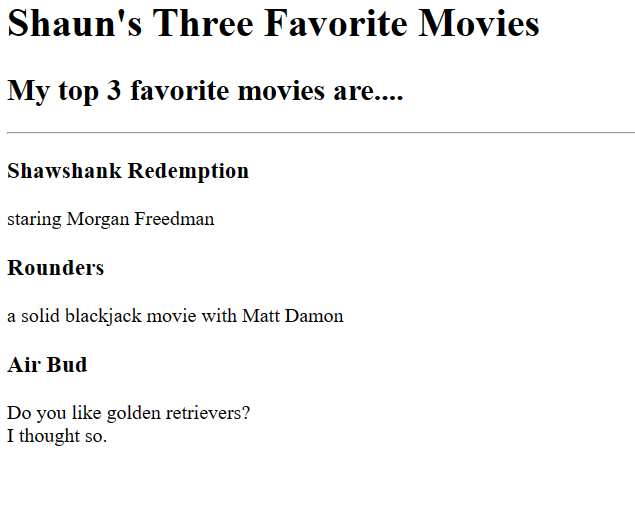 Shaun's Three Favorite Movies
My top 3 favorite movies are....
Shawshank Redemption
staring Morgan Freedman
Rounders
a solid blackjack movie with Matt Damon
Air Bud
Do you like golden retrievers?
I thought so.